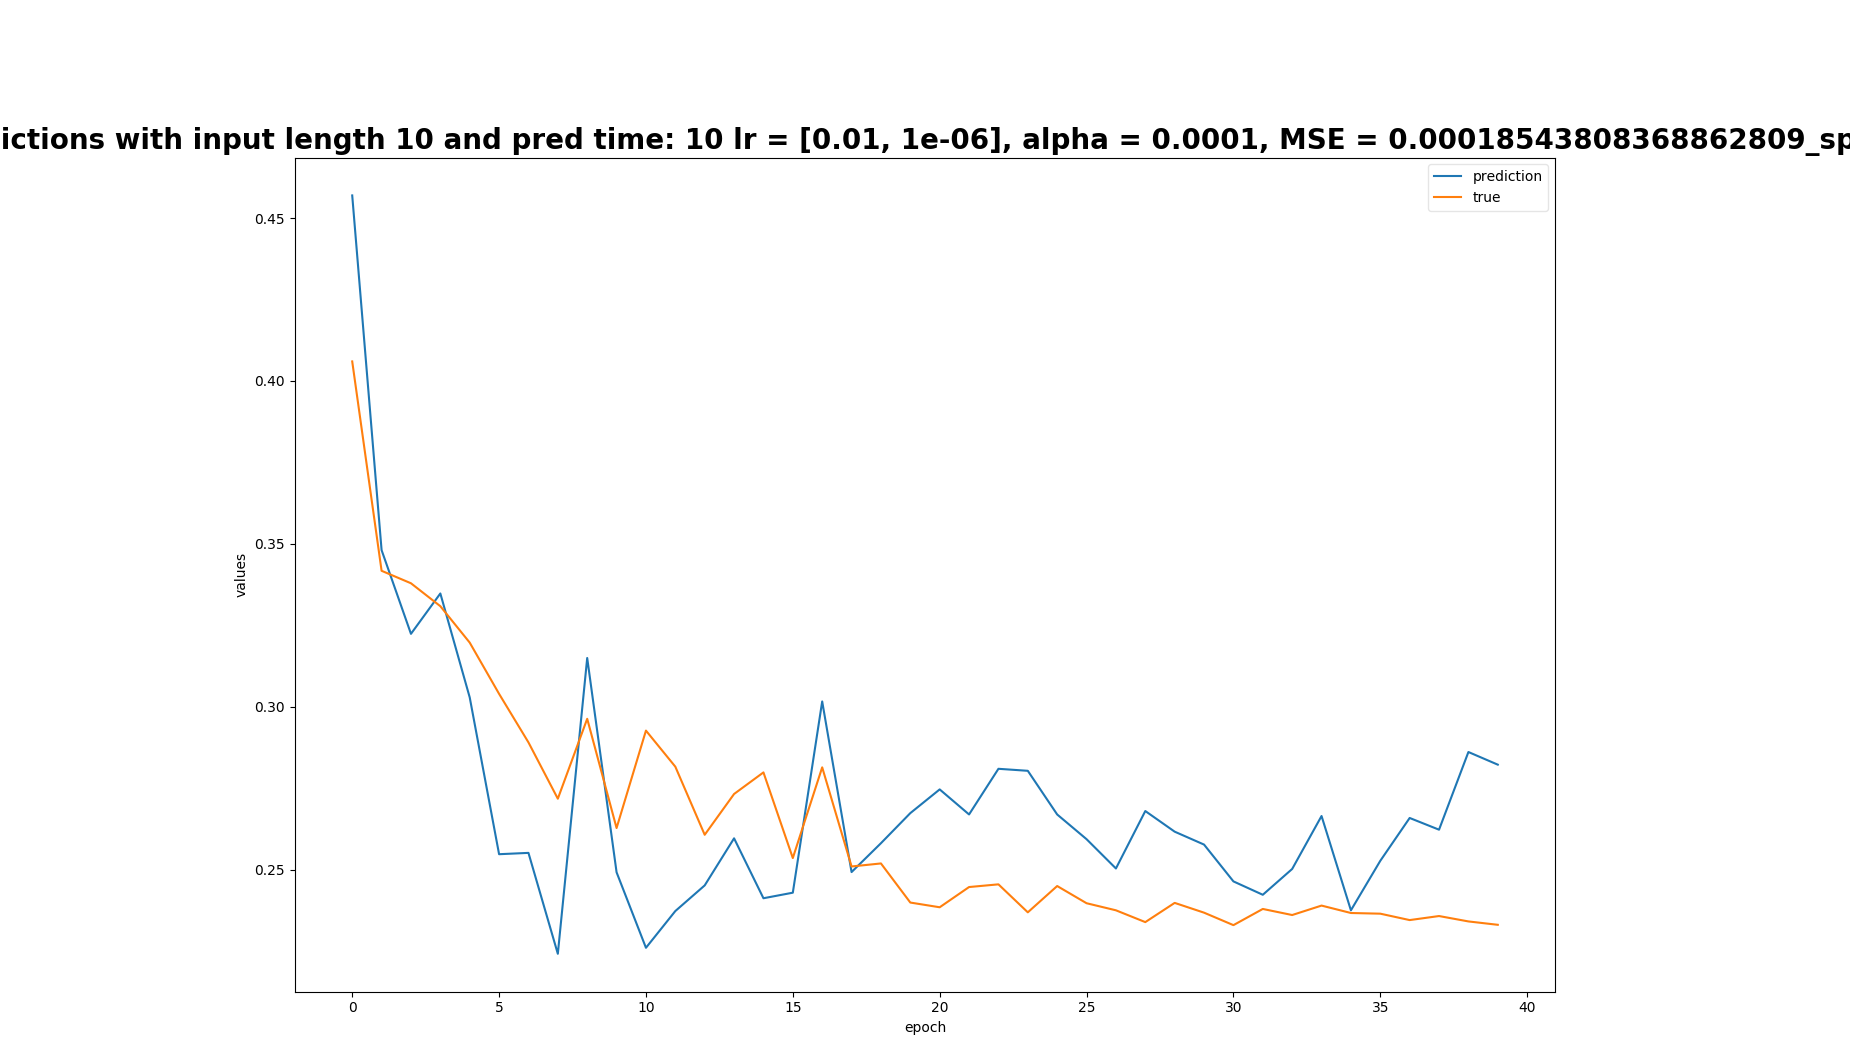 ictions with input length 10 and pred time: 10 lr = [0.01, 1e-06], alpha = 0.0001, MSE = 0.00018543808368862809_sp
prediction
true
0.45
0.40
0.35
0.30
0.25
values
0 5 10 15 20 25 30 35 40
epoch